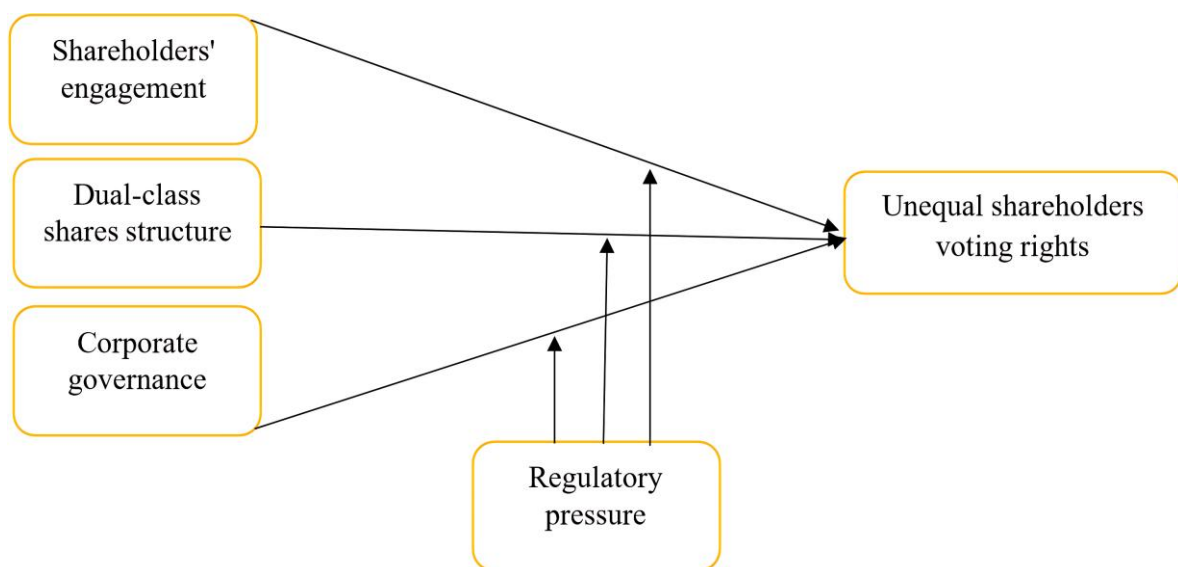 Shareholders'
engagement
Dual-class
shares structure
Unequal shareholders
voting rights
Corporate
governance
Regulatory
pressure